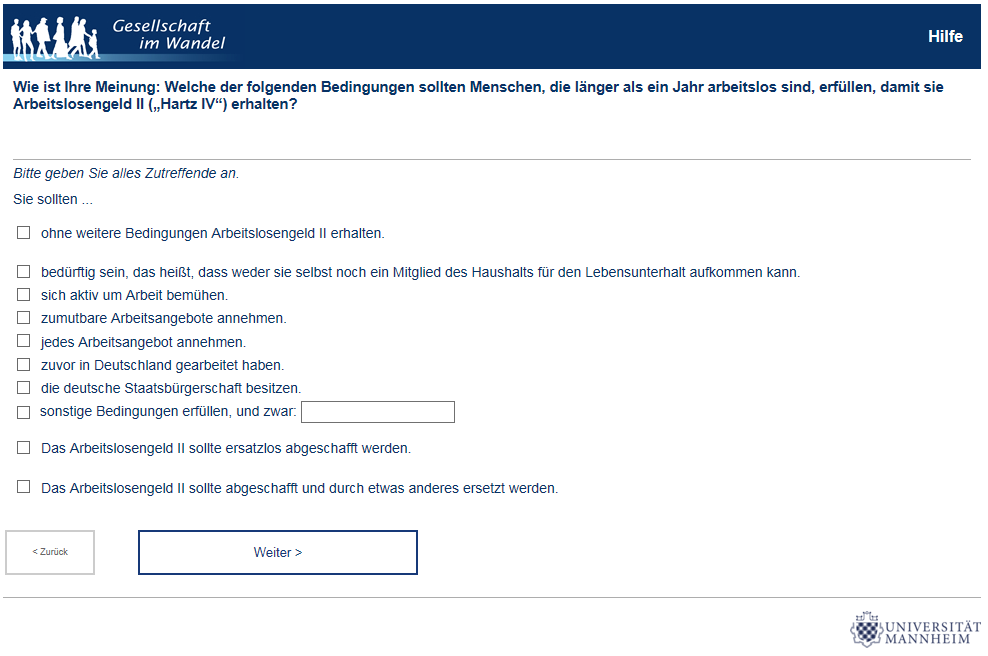 Gesellschaft
im Wandel
Hilfe
Wie ist Ihre Meinung: Welche der folgenden Bedingungen sollten Menschen, die länger als ein Jahr arbeitslos sind, erfüllen, damit sie
Arbeitslosengeld II („Hartz IV“) erhalten?
Bitte geben Sie alles Zutreffende an.
Sie sollten ...
ohne weitere Bedingungen Arbeitslosengeld II erhalten.
bedürftig sein, das heißt, dass weder sie selbst noch ein Mitglied des Haushalts für den Lebensunterhalt aufkommen kann.
sich aktiv um Arbeit bemühen.
zumutbare Arbeitsangebote annehmen.
jedes Arbeitsangebot annehmen.
zuvor in Deutschland gearbeitet haben.
die deutsche Staatsbürgerschaft besitzen.
sonstige Bedingungen erfüllen, und zwar:
Das Arbeitslosengeld II sollte ersatzlos abgeschafft werden.
Das Arbeitslosengeld II sollte abgeschafft und durch etwas anderes ersetzt werden.
< Zurück
Weiter >
UNIVERSITÄT
MANNHEIM